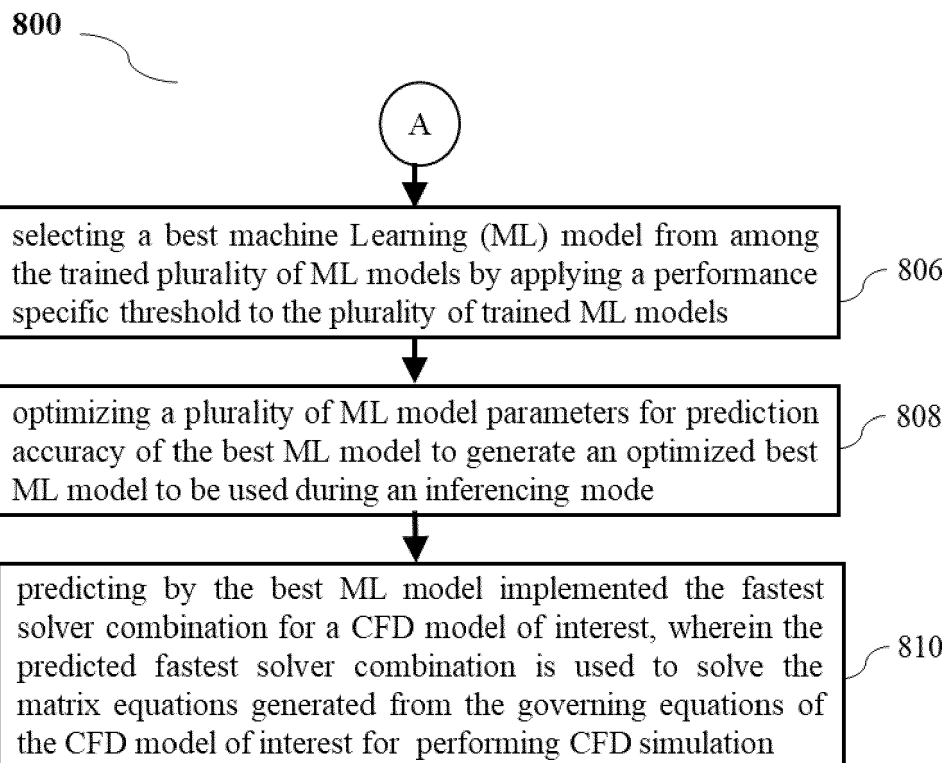 800
A
selecting a best machine Learning (ML) model from among
the trained plurality of ML models by applying a performance
specific threshold to the plurality of trained ML models
806
optimizing a plurality of ML model parameters for prediction
accuracy of the best ML model to generate an optimized best
ML model to be used during an inferencing mode
808
predicting by the best ML model implemented the fastest
solver combination for a CFD model of interest, wherein the
predicted fastest solver combination is used to solve the
matrix equations generated from the governing equations of
the CFD model of interest for performing CFD simulation
810